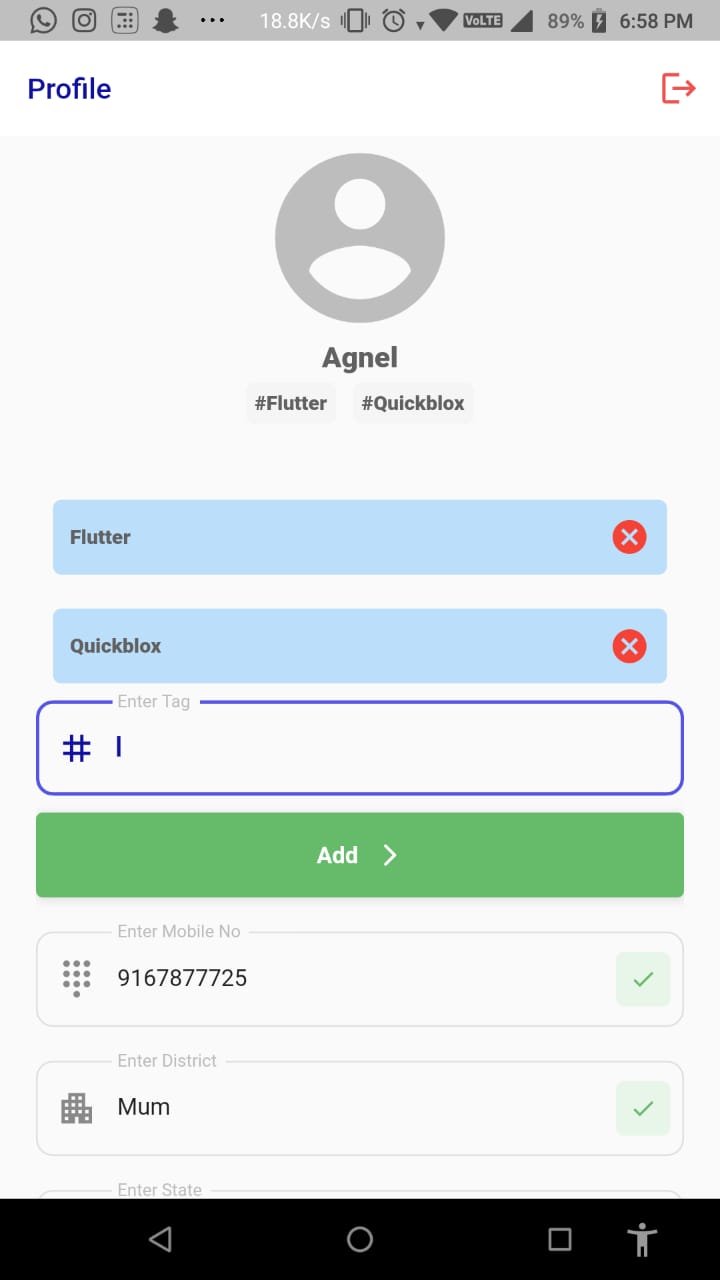 18.8K/s VoLTE 89% 6:58 PM
Profile
Agnel
#Flutter #Quickblox
Flutter
Quickblox
Enter Tag
#
Add
Enter Mobile No
9167877725
Enter District
Mum
Enter State